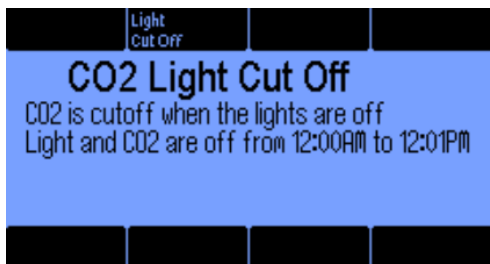 Light
Cut Off
CO2 Light Cut Off
CO2 is cutoff when the lights are off
Light and CO2 are off from 12:00AM to 12:01PM